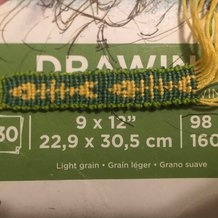 DRAWIN
30 9 x 12” 98
22,9 x 30,5 cm 160
Light grain • Grain léger • Grano suave